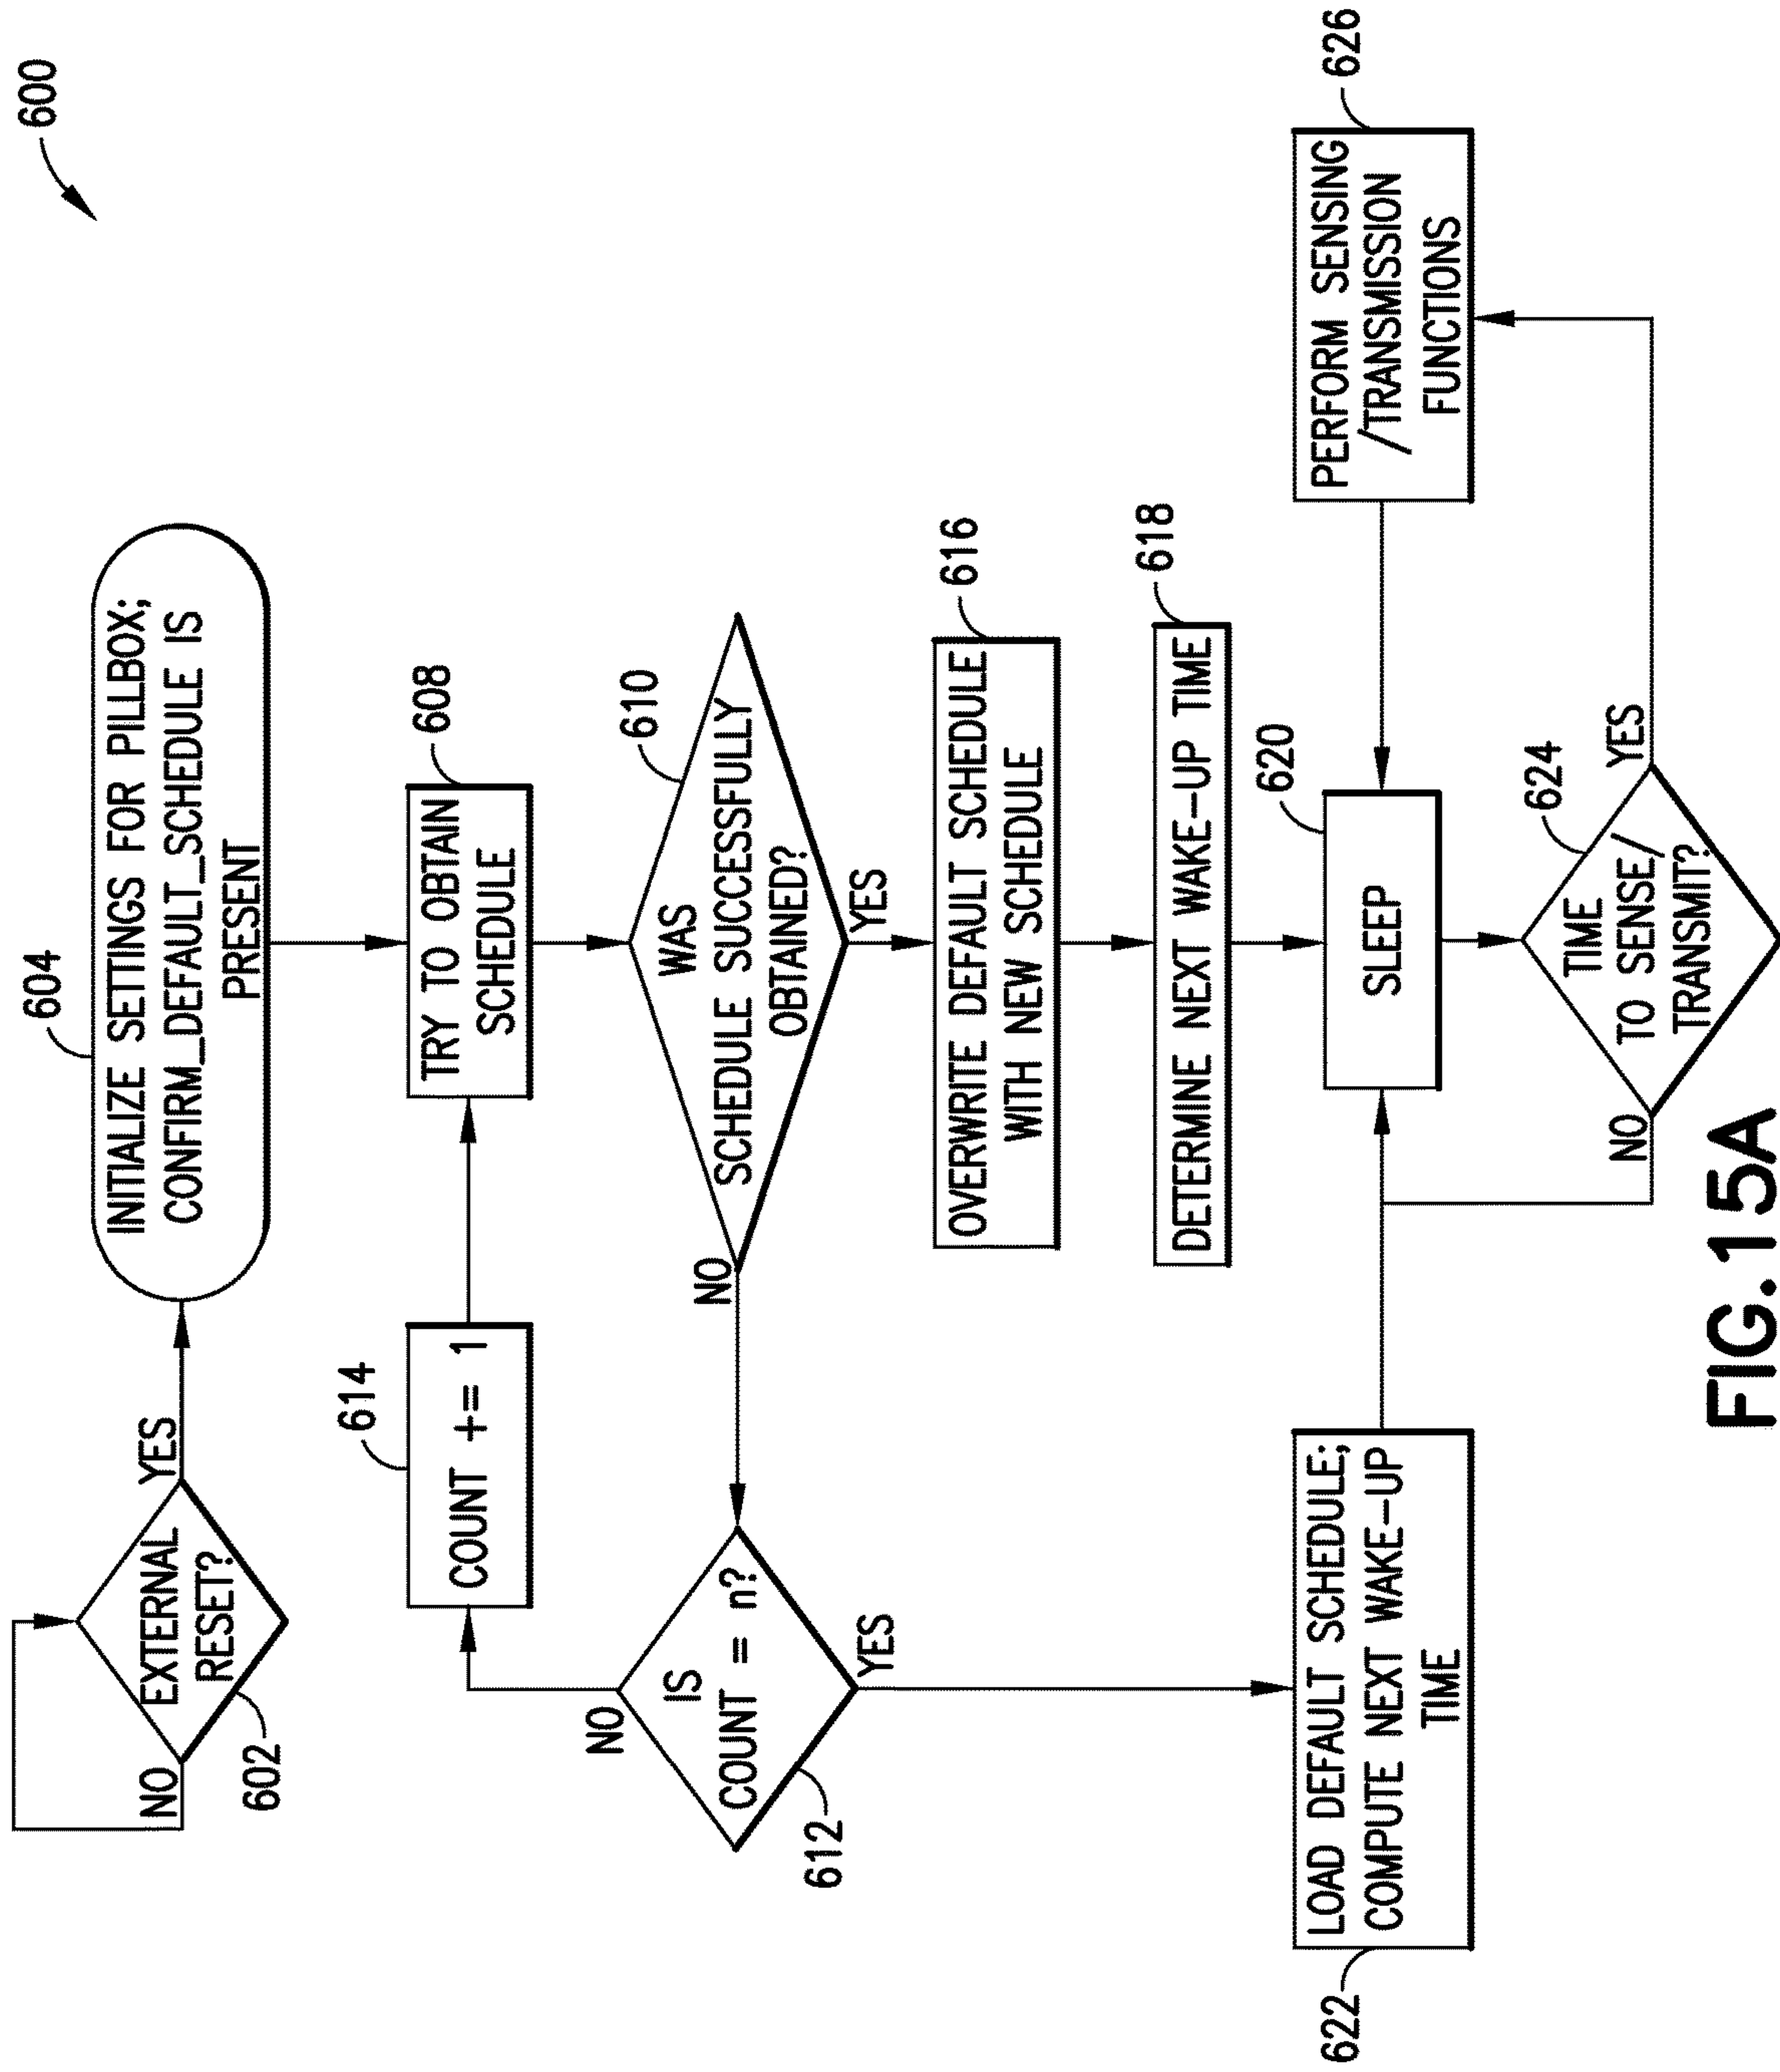 600
604
INITIALIZE SETTINGS FOR PILLBOX;
CONFIRM_DEFAULT_SCHEDULE IS
PRESENT
EXTERNAL
RESET?
YES
NO
602
614
COUNT += 1
608
TRY TO OBTAIN
SCHEDULE
610
WAS
SCHEDULE SUCCESSFULLY
OBTAINED?
NO
YES
IS
COUNT = n?
NO
YES
612
616
OVERWRITE DEFAULT SCHEDULE
WITH NEW SCHEDULE
618
DETERMINE NEXT WAKE-UP TIME
622
LOAD DEFAULT SCHEDULE;
COMPUTE NEXT WAKE-UP
TIME
620
SLEEP
626
PERFORM SENSING
/TRANSMISSION
FUNCTIONS
624
TIME
TO SENSE/
TRANSMIT?
NO
YES
FIG.15A